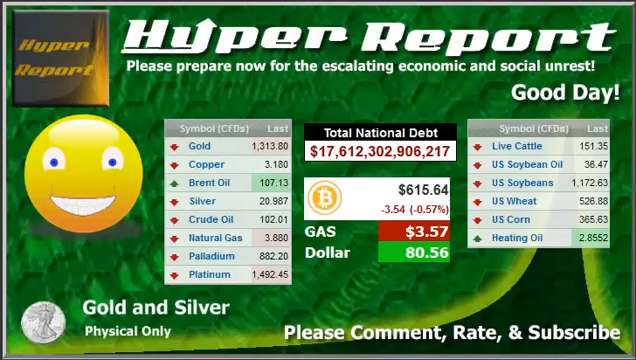 Hyper Report
Hyper
Report
Please prepare now for the escalating economic and social unrest!
Good Day!
Symbol (CFDs) Last
Gold 1,313.80
Copper 3.180
Brent Oil 107.13
Silver 20.987
Crude Oil 102.01
Natural Gas 3.880
Palladium 882.20
Platinum 1,492.45
Total National Debt
$17,612,302,906,217
$615.64
-3.54 (-0.57%)
GAS $3.57
Dollar 80.56
Symbol (CFDs) Last
Live Cattle 151.35
US Soybean Oil 36.47
US Soybeans 1,172.63
US Wheat 526.88
US Corn 365.63
Heating Oil 2.8552
Gold and Silver
Physical Only
Please Comment, Rate, & Subscribe